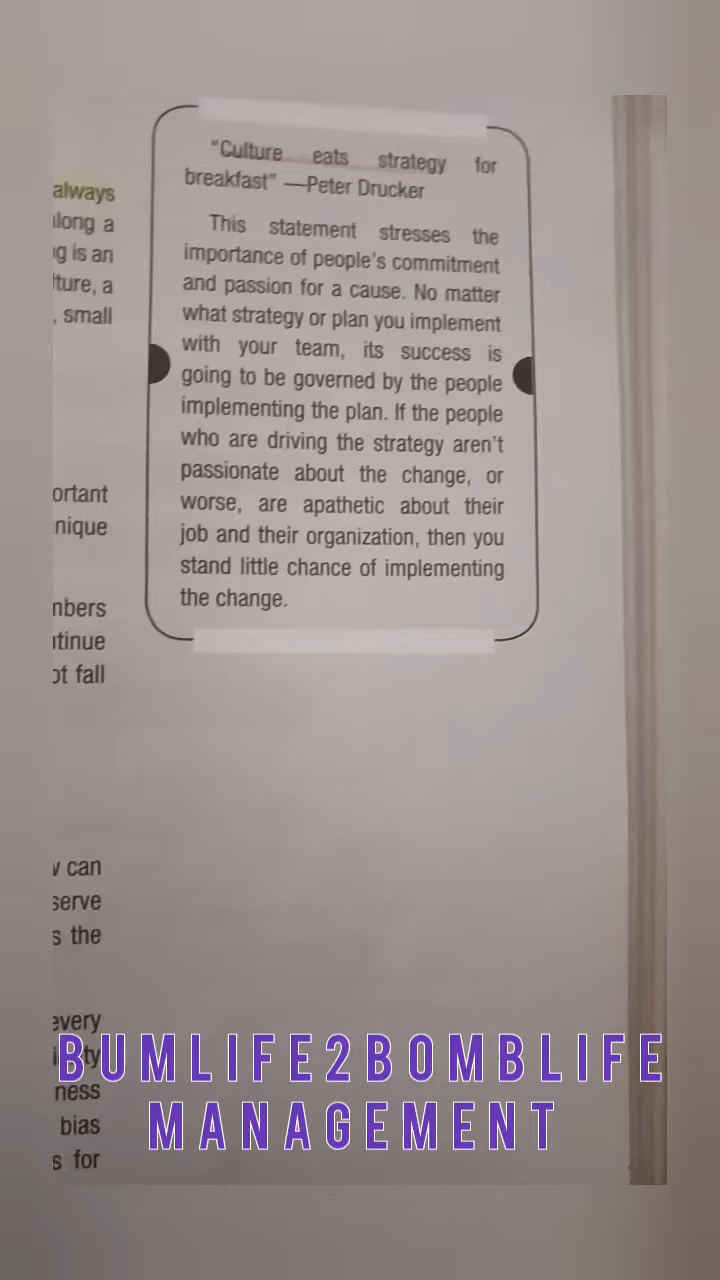 "Culture eats strategy for
breakfast" —Peter Drucker
This statement stresses the
importance of people's commitment
and passion for a cause. No matter
what strategy or plan you implement
with your team, its success is
going to be governed by the people
implementing the plan. If the people
who are driving the strategy aren't
passionate about the change, or
worse, are apathetic about their
job and their organization, then you
stand little chance of implementing
the change.
always
long a
g is an
lture, a
, small
ortant
nique
nbers
ntinue
ot fall
can
serve
s the
every
ty
ness
bias
s for
BUMLIFE2BOMBLIFE
MANAGEMENT